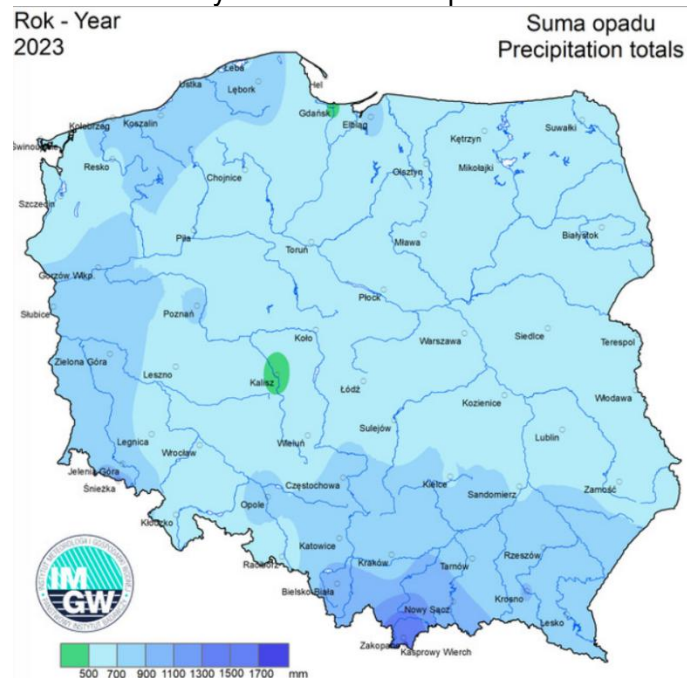 Rok - Year
2023
Suma opadu
Precipitation totals
Łeba
Ustka
Lębork
Hel
Gdańsk
Kołobrzeg
Koszalin
Elbląg
Kętrzyn
Suwałki
Resko
Chojnice
Olsztyn
Mikołajki
Szczecin
Piła
Toruń
Mława
Białystok
Gorzów Wlkp.
Płock
Słubice
Poznań
Koło
Warszawa
Siedlce
Terespol
Zielona Góra
Leszno
Kalisz
Łódź
Kozienice
Włodawa
Legnica
Wrocław
Wieluń
Sulejów
Lublin
Jelenia Góra
Śnieżka
Opole
Częstochowa
Kielce
Sandomierz
Zamość
Kłodzko
Racibórz
Katowice
Kraków
Tarnów
Rzeszów
Bielsko-Biała
Nowy Sącz
Krosno
Lesko
Zakopane
Kasprowy Wierch
IM
GW
500 700 900 1100 1300 1500 1700 mm